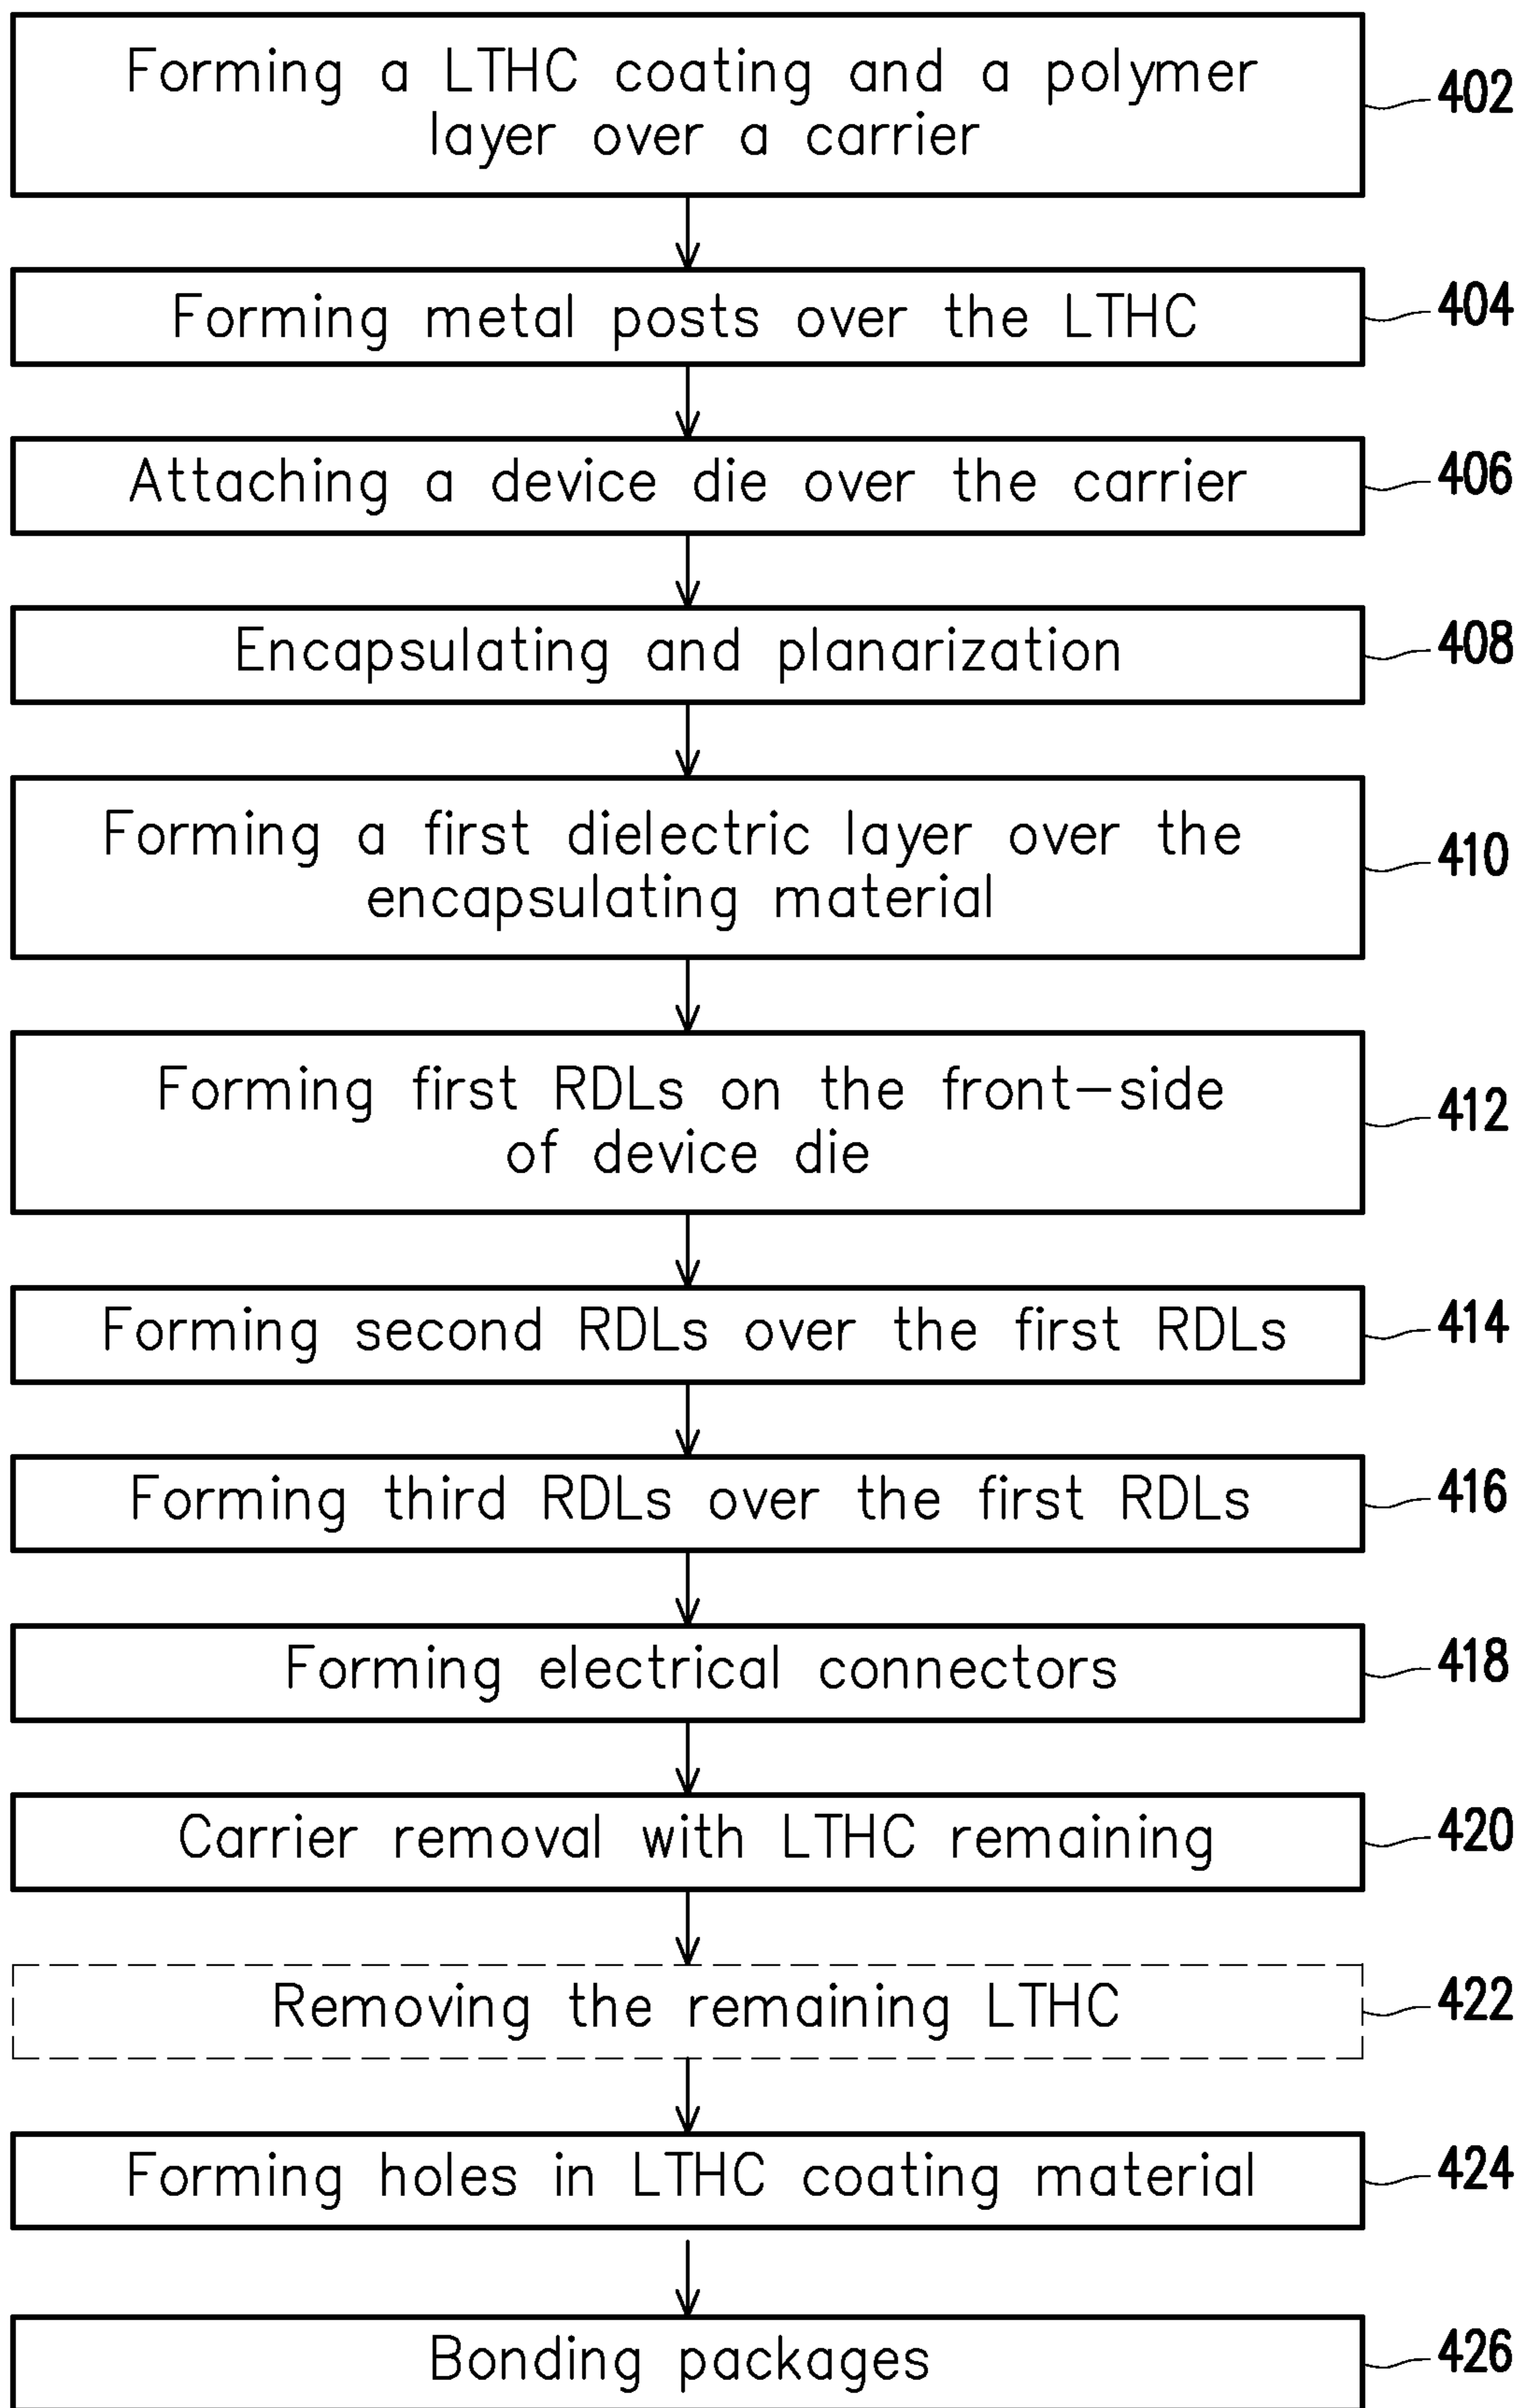 Forming a LTHC coating and a polymer
layer over a carrier
402
Forming metal posts over the LTHC
404
Attaching a device die over the carrier
406
Encapsulating and planarization
408
Forming a first dielectric layer over the
encapsulating material
410
Forming first RDLs on the front-side
of device die
412
Forming second RDLs over the first RDLs
414
Forming third RDLs over the first RDLs
416
Forming electrical connectors
418
Carrier removal with LTHC remaining
420
Removing the remaining LTHC
422
Forming holes in LTHC coating material
424
Bonding packages
426